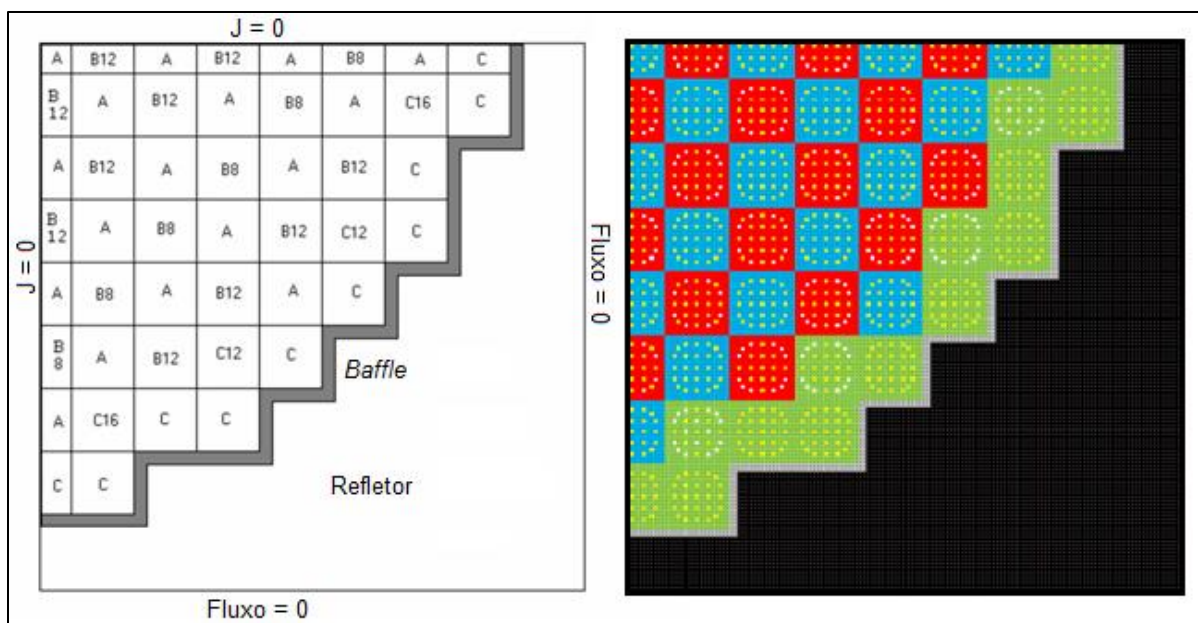 J = 0
A B12 A B12 A B8 A C
B 12 A B12 A B8 A C16 C
A B12 A B8 A B12 C
B 12 A B8 A B12 C12 C
A B8 A B12 A C
B 8 A B12 C12 C
A C16 C C
C C
J = 0
Baffle
Refletor
Fluxo = 0
Fluxo = 0